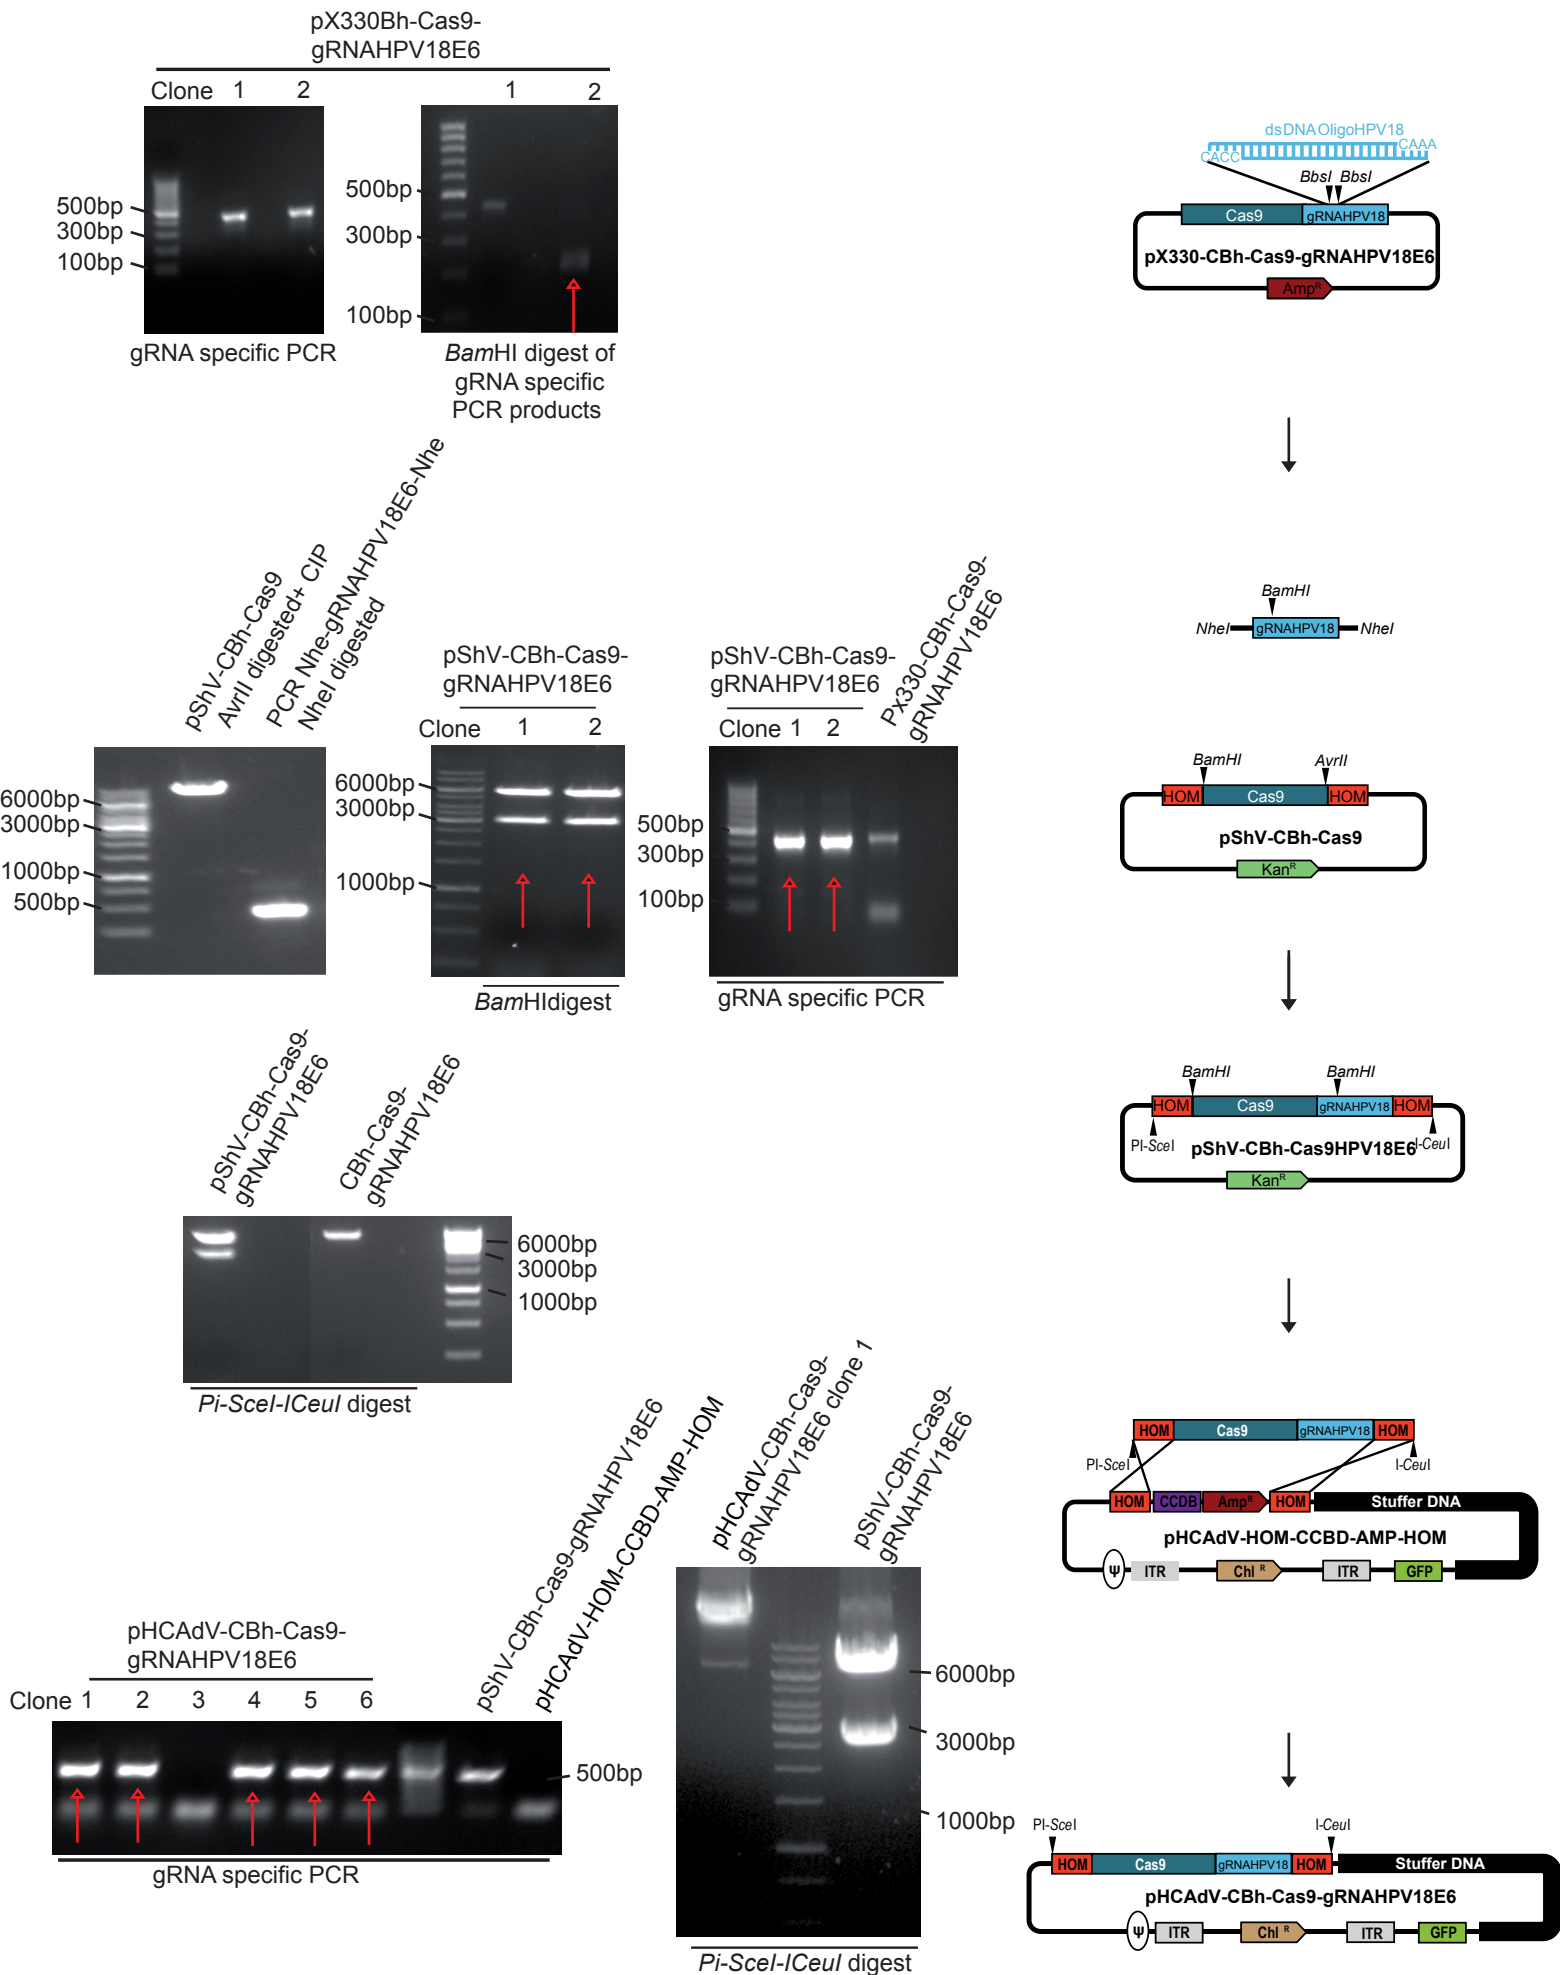 pX330Bh-Cas9-
gRNAHPV18E6
Clone 1 2
1 2
500bp
300bp
100bp
500bp
300bp
100bp
gRNA specific PCR
BamHI digest of
gRNA specific
PCR products
dsDNA OligoHPV18
CACC
CAAA
BbsI BbsI
Cas9 gRNAHPV18
pX330-CBh-Cas9-gRNAHPV18E6
AmpR
pShV-CBh-Cas9
AvrII digested+ CIP
PCR Nhe-gRNAHPV18E6-Nhe
NheI digested
6000bp
3000bp
1000bp
500bp
pShV-CBh-Cas9-
gRNAHPV18E6
Clone 1 2
6000bp
3000bp
1000bp
BamHIdigest
pShV-CBh-Cas9-
gRNAHPV18E6
Px330-CBh-Cas9-
gRNAHPV18E6
Clone 1 2
500bp
300bp
100bp
gRNA specific PCR
BamHI
NheI gRNAHPV18 NheI
BamHI AvrII
HOM Cas9 HOM
pShV-CBh-Cas9
KanR
pShV-CBh-Cas9-
gRNAHPV18E6
CBh-Cas9-
gRNAHPV18E6
6000bp
3000bp
1000bp
Pi-SceI-ICeuI digest
BamHI BamHI
HOM Cas9 gRNAHPV18 HOM
PI-SceI I-CeuI
pShV-CBh-Cas9HPV18E6
KanR
pHCAdV-CBh-Cas9-
gRNAHPV18E6
Clone 1 2 3 4 5 6
pShV-CBh-Cas9-gRNAHPV18E6
pHCAdV-HOM-CCBD-AMP-HOM
500bp
gRNA specific PCR
pHCAdV-CBh-Cas9-
gRNAHPV18E6 clone 1
pShV-CBh-Cas9-
gRNAHPV18E6
6000bp
3000bp
1000bp
Pi-SceI-ICeuI digest
HOM Cas9 gRNAHPV18 HOM
PI-SceI I-CeuI
HOM CCDB AmpR HOM Stuffer DNA
pHCAdV-HOM-CCBD-AMP-HOM
Ψ ITR Chl R ITR GFP
PI-SceI I-CeuI
HOM Cas9 gRNAHPV18 HOM Stuffer DNA
pHCAdV-CBh-Cas9-gRNAHPV18E6
Ψ ITR Chl R ITR GFP